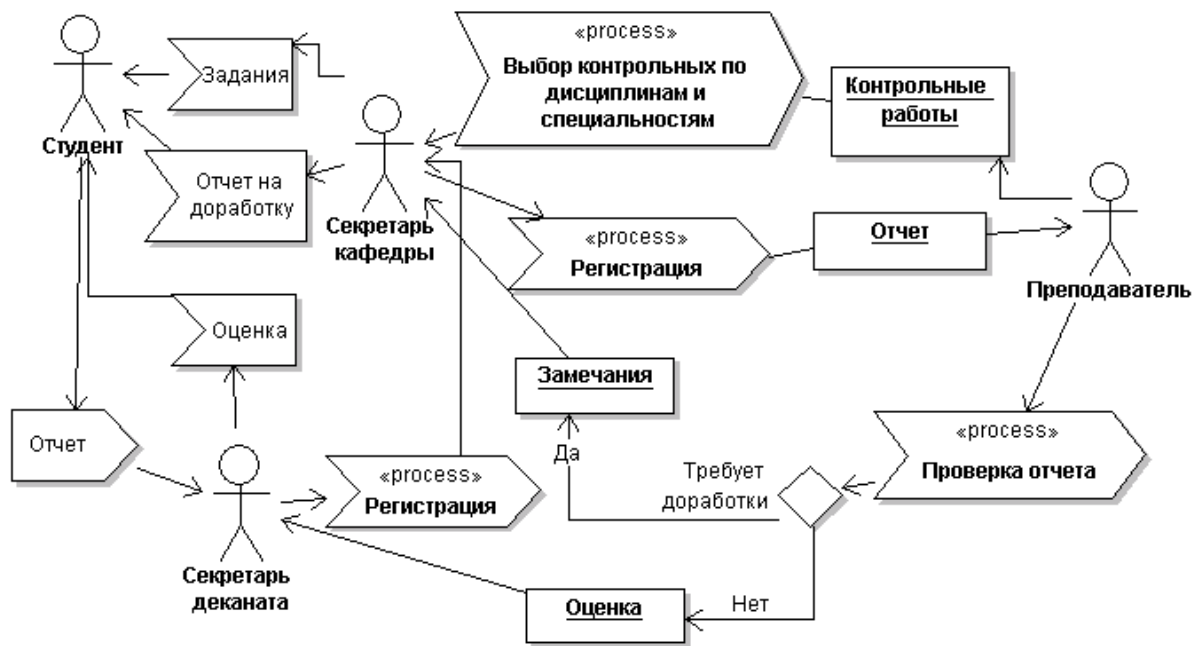 «process»
Выбор контрольных по
дисциплинам и
специальностям
Задания
Контрольные
работы
Студент
Отчет на
доработку
Секретарь
кафедры
«process»
Регистрация
Отчет
Преподаватель
Оценка
Замечания
Отчет
«process»
Регистрация
Да
Требует
доработки
«process»
Проверка отчета
Секретарь
деканата
Оценка
Нет